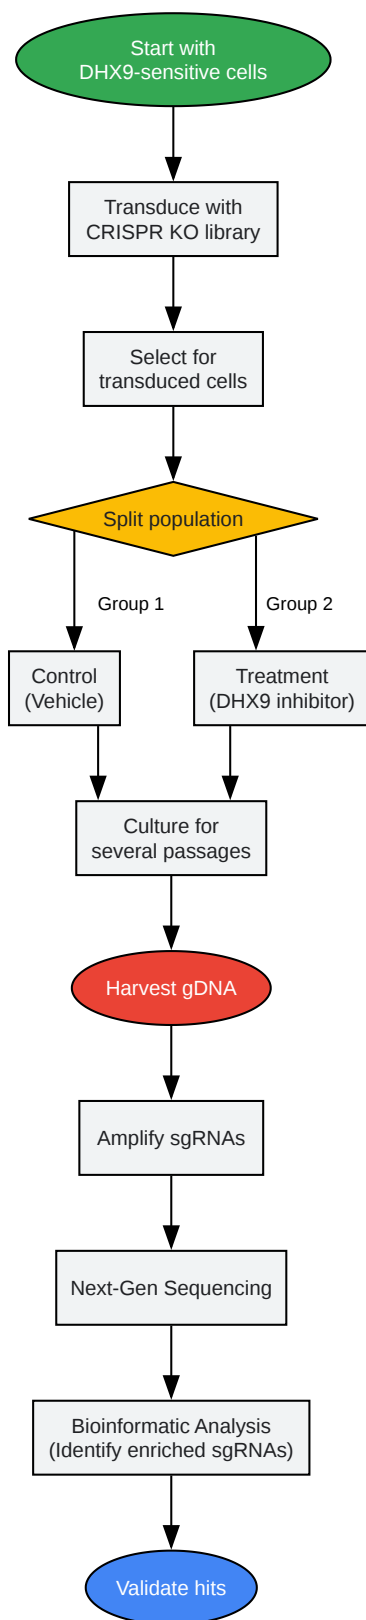 Start with
DHX9-sensitive cells
Transduce with
CRISPR KO library
Select for
transduced cells
Split population
Group 1
Group 2
Control
(Vehicle)
Treatment
(DHX9 inhibitor)
Culture for
several passages
Harvest gDNA
Amplify sgRNAs
Next-Gen Sequencing
Bioinformatic Analysis
(Identify enriched sgRNAs)
Validate hits